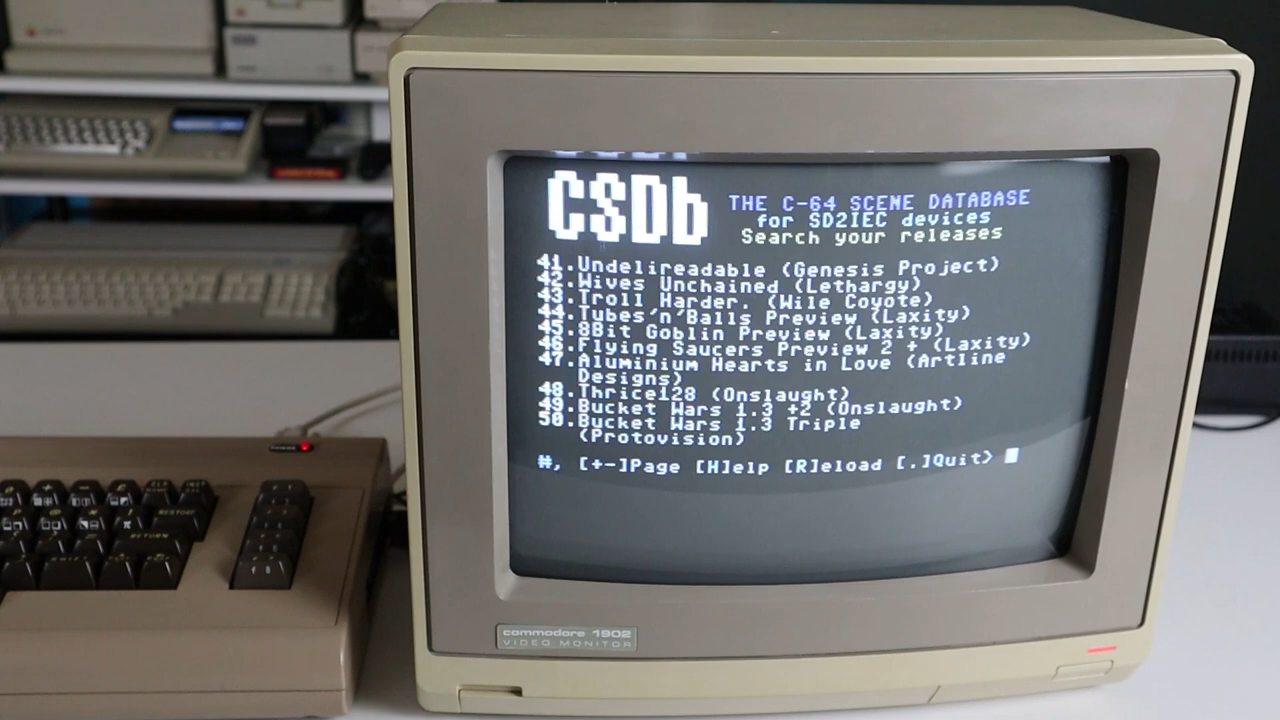 CSDb
THE C-64 SCENE DATABASE
for SD2IEC devices
Search your releases
41.Undelireadable (Genesis Project)
42.Wives Unchained (Lethargy)
43.Troll Harder. (Wile Coyote)
44.Tubes'n'Balls Preview (Laxity)
45.8Bit Goblin Preview (Laxity)
46.Flying Saucers Preview 2 + (Laxity)
47.Aluminium Hearts in Love (Artline
Designs)
48.Thrice128 (Onslaught)
49.Bucket Wars 1.3 +2 (Onslaught)
50.Bucket Wars 1.3 Triple
(Protovision)
#, [+-]Page [H]elp [R]eload [.]Quit>
commodore 1902
VIDEO MONITOR
RESTORE
RETURN
SHIFT